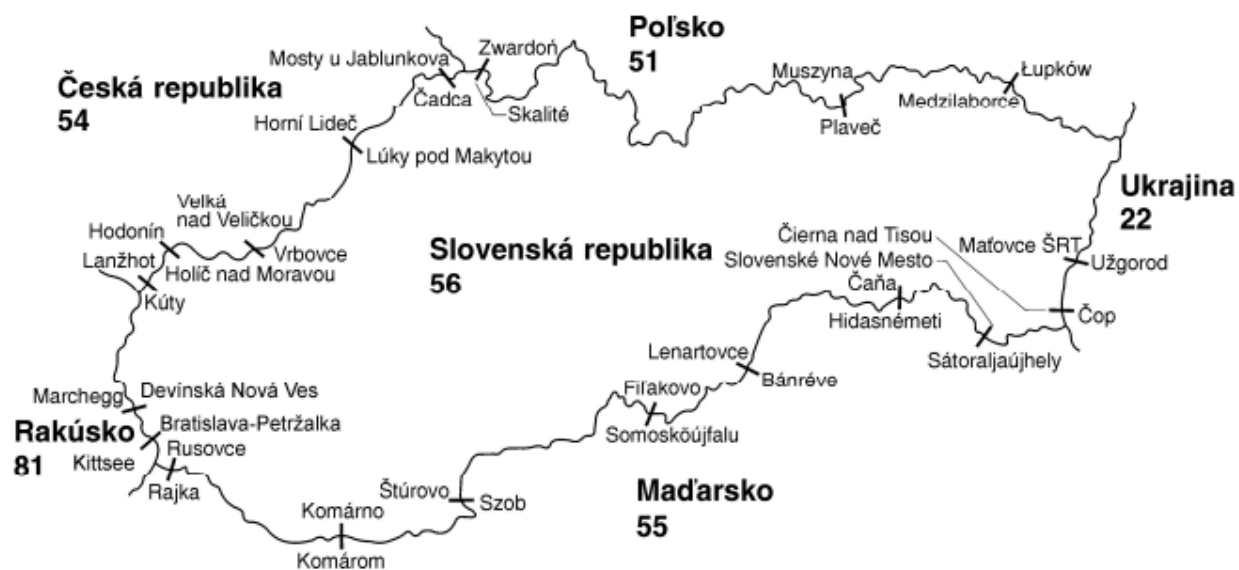 Poľsko
51
Mosty u Jablunkova
Zwardoń
Česká republika
54
Čadca
Skalité
Muszyna
Łupków
Medzilaborce
Plaveč
Horní Lideč
Lúky pod Makytou
Ukrajina
22
Velká
nad Veličkou
Hodonín
Vrbovce
Lanžhot
Holíč nad Moravou
Kúty
Slovenská republika
56
Čierna nad Tisou
Slovenské Nové Mesto
Maťovce ŠRT
Užgorod
Čaňa
Hidasnémeti
Čop
Sátoraljaújhely
Lenartovce
Bánréve
Fiľakovo
Somoskőújfalu
Marchegg
Devínská Nová Ves
Rakúsko
81
Bratislava-Petržalka
Kittsee
Rusovce
Rajka
Štúrovo
Szob
Maďarsko
55
Komárno
Komárom